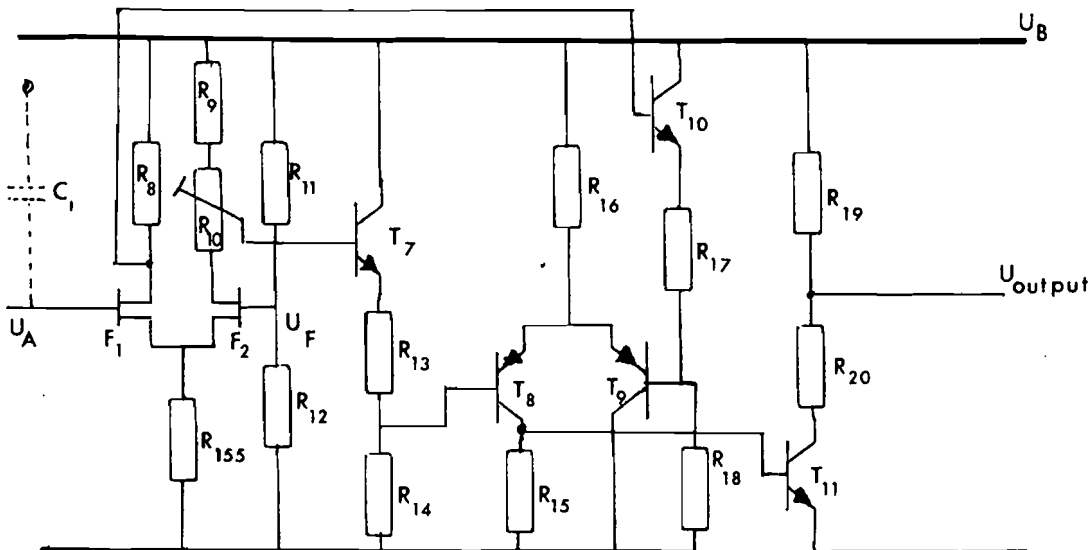 U_B
R_9
T_10
R_8
R_11
C_1
R_16
R_19
R_10
T_7
R_17
U_output
U_A
F_1
F_2
U_F
R_13
R_20
T_8
T_9
R_12
R_155
R_18
T_11
R_14
R_15